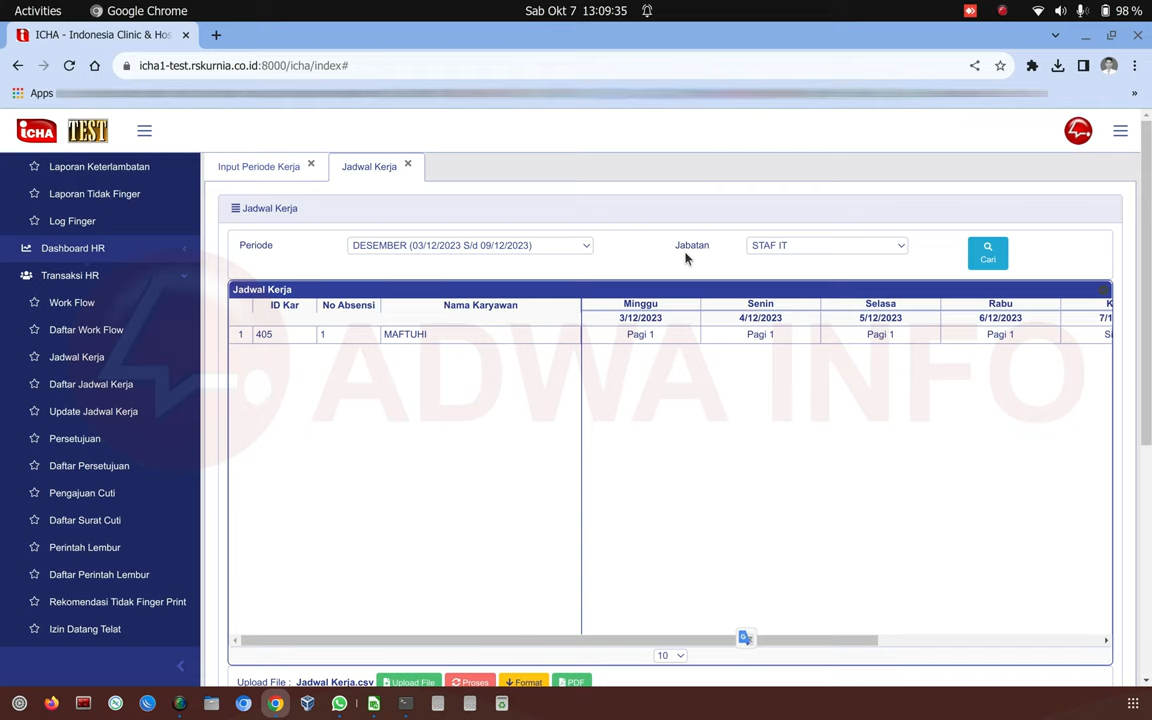 Activities Google Chrome Sab Okt 7 13:09:35 98 %
ICHA - Indonesia Clinic & Hos
icha1-test.rskurnia.co.id:8000/icha/index#
Apps »
iCHA TEST
Laporan Keterlambatan
Laporan Tidak Finger
Log Finger
Dashboard HR
Transaksi HR
Work Flow
Daftar Work Flow
Jadwal Kerja
Daftar Jadwal Kerja
Update Jadwal Kerja
Persetujuan
Daftar Persetujuan
Pengajuan Cuti
Daftar Surat Cuti
Perintah Lembur
Daftar Perintah Lembur
Rekomendasi Tidak Finger Print
Izin Datang Telat
Input Periode Kerja Jadwal Kerja
Jadwal Kerja
Periode DESEMBER (03/12/2023 S/d 09/12/2023) Jabatan STAF IT Cari
Jadwal Kerja
ID Kar No Absensi Nama Karyawan Minggu Senin Selasa Rabu
3/12/2023 4/12/2023 5/12/2023 6/12/2023 7/1
1 405 1 MAFTUHI Pagi 1 Pagi 1 Pagi 1 Pagi 1
ADWA INFO
10
Upload File : Jadwal Kerja.csv Upload File Proses Format PDF